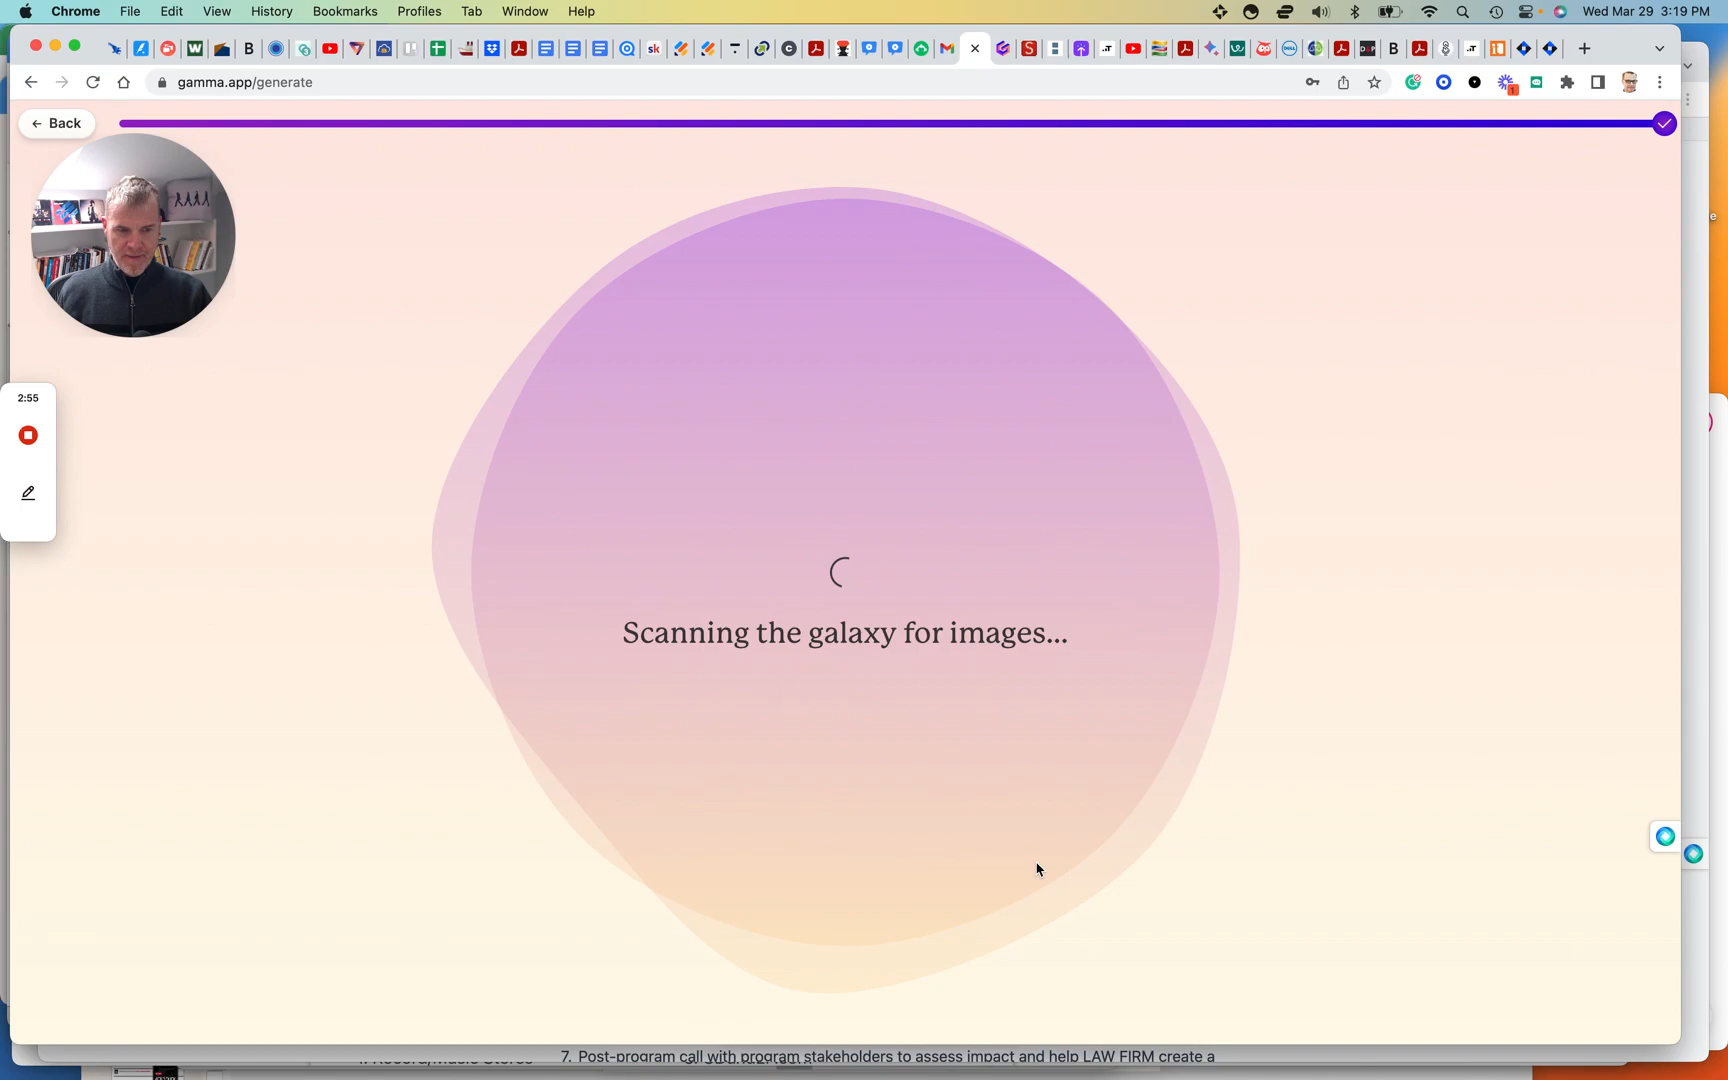 Chrome File Edit View History Bookmarks Profiles Tab Window Help Wed Mar 29 3:19 PM
gamma.app/generate
1
← Back
2:55
Scanning the galaxy for images...
7. Post-program call with program stakeholders to assess impact and help LAW FIRM create a